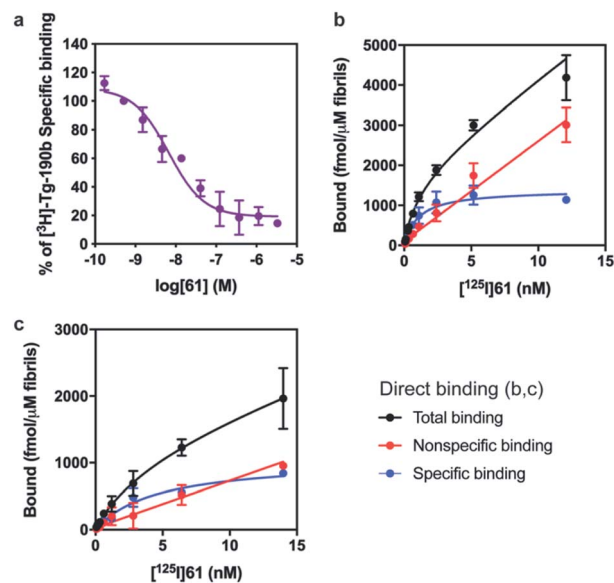 a
% of [³H]-Tg-190b Specific binding
140
120
100
80
60
40
20
0
-10 -9 -8 -7 -6 -5
log[61] (M)
b
Bound (fmol/μM fibrils)
5000
4000
3000
2000
1000
0
0 5 10 15
[¹²⁵I]61 (nM)
c
Bound (fmol/μM fibrils)
3000
2000
1000
0
0 5 10 15
[¹²⁵I]61 (nM)
Direct binding (b,c)
Total binding
Nonspecific binding
Specific binding